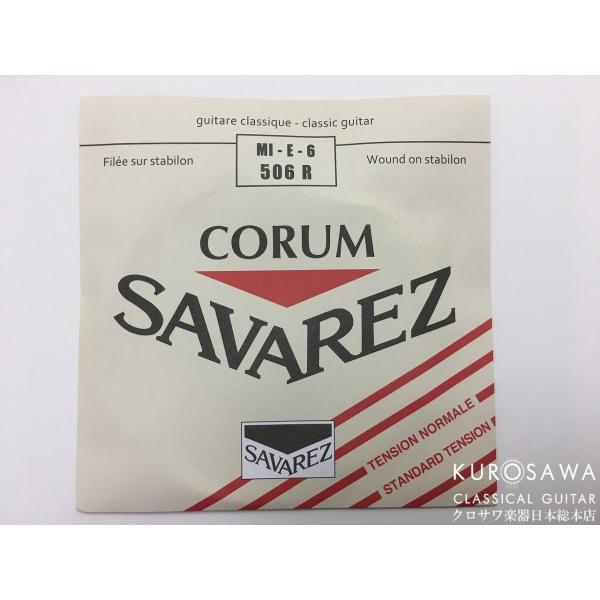 guitare classique - classic guitar
MI - E - 6
506 R
Filée sur stabilon
Wound on stabilon
CORUM
SAVAREZ
SAVAREZ
TENSION NORMALE
STANDARD TENSION
KUROSAWA
CLASSICAL GUITAR
クロサワ楽器日本総本店